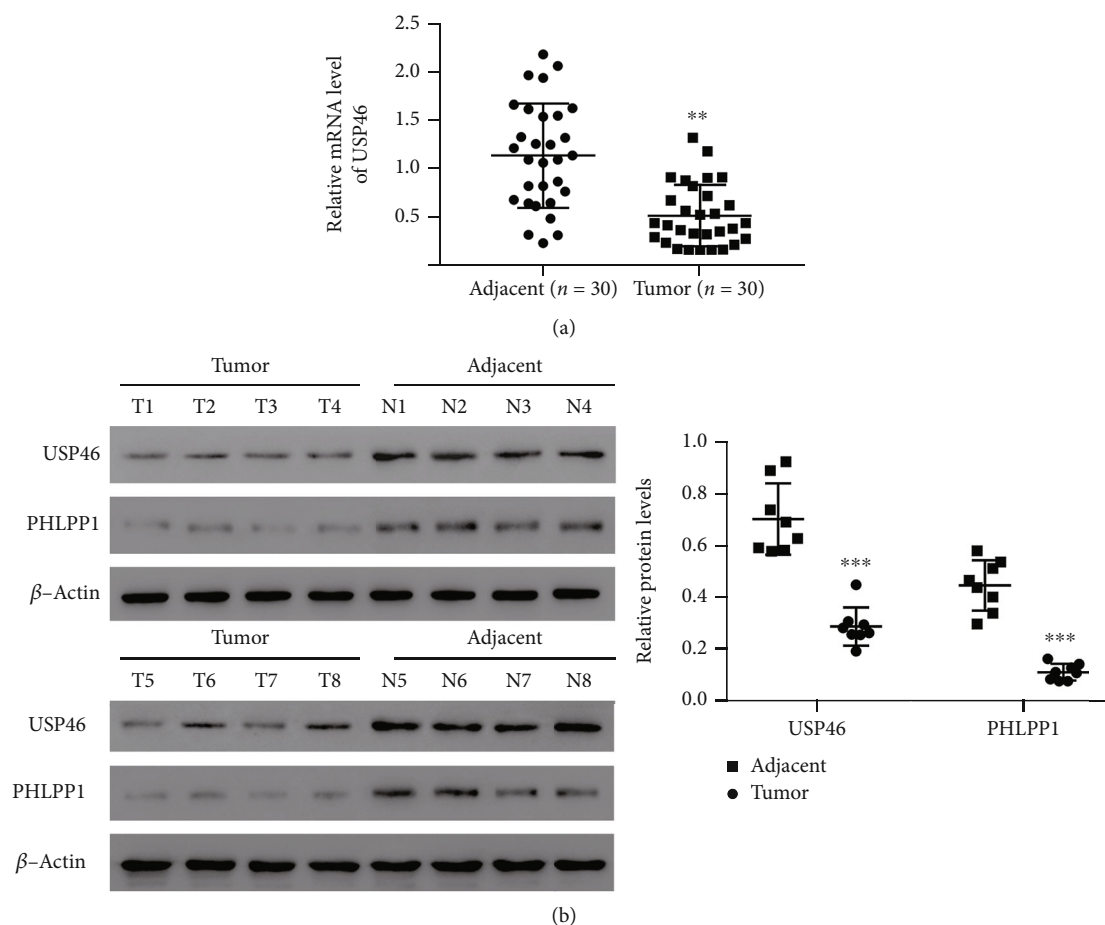 2.5
2.0
1.5
1.0
0.5
Relative mRNA level
of USP46
**
Adjacent (n = 30) Tumor (n = 30)
(a)
Tumor Adjacent
T1 T2 T3 T4 N1 N2 N3 N4
USP46
PHLPP1
β–Actin
Tumor Adjacent
T5 T6 T7 T8 N5 N6 N7 N8
USP46
PHLPP1
β–Actin
1.0
0.8
0.6
0.4
0.2
0.0
Relative protein levels
***
***
USP46 PHLPP1
Adjacent
Tumor
(b)